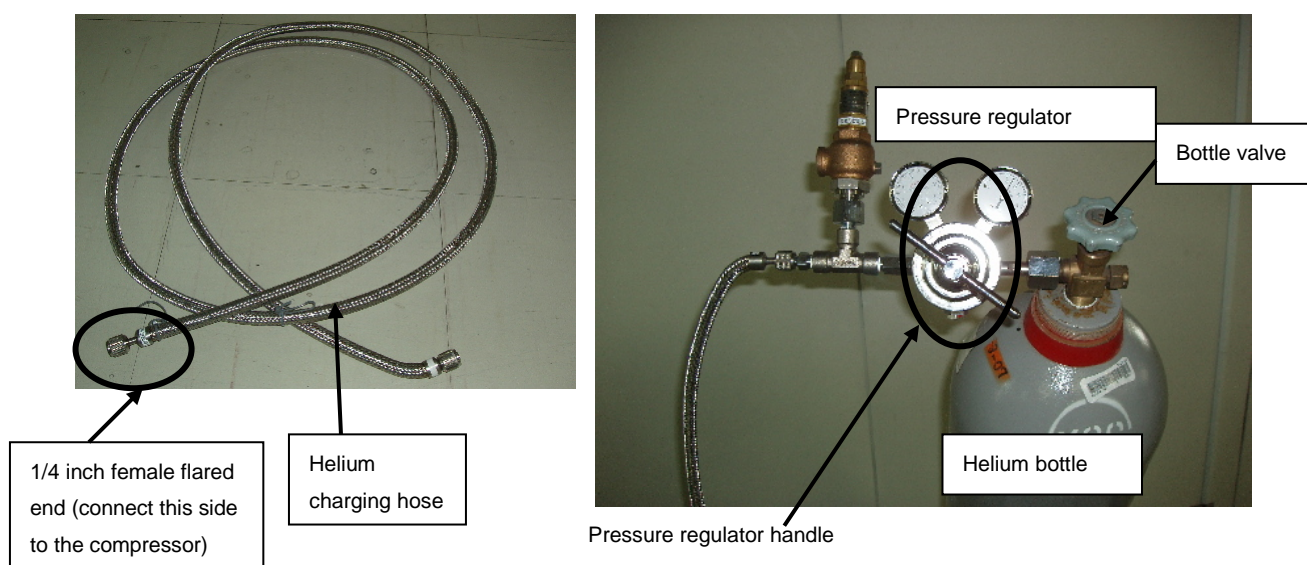 Pressure regulator
Bottle valve
1/4 inch female flared
end (connect this side
to the compressor)
Helium
charging hose
Helium bottle
Pressure regulator handle